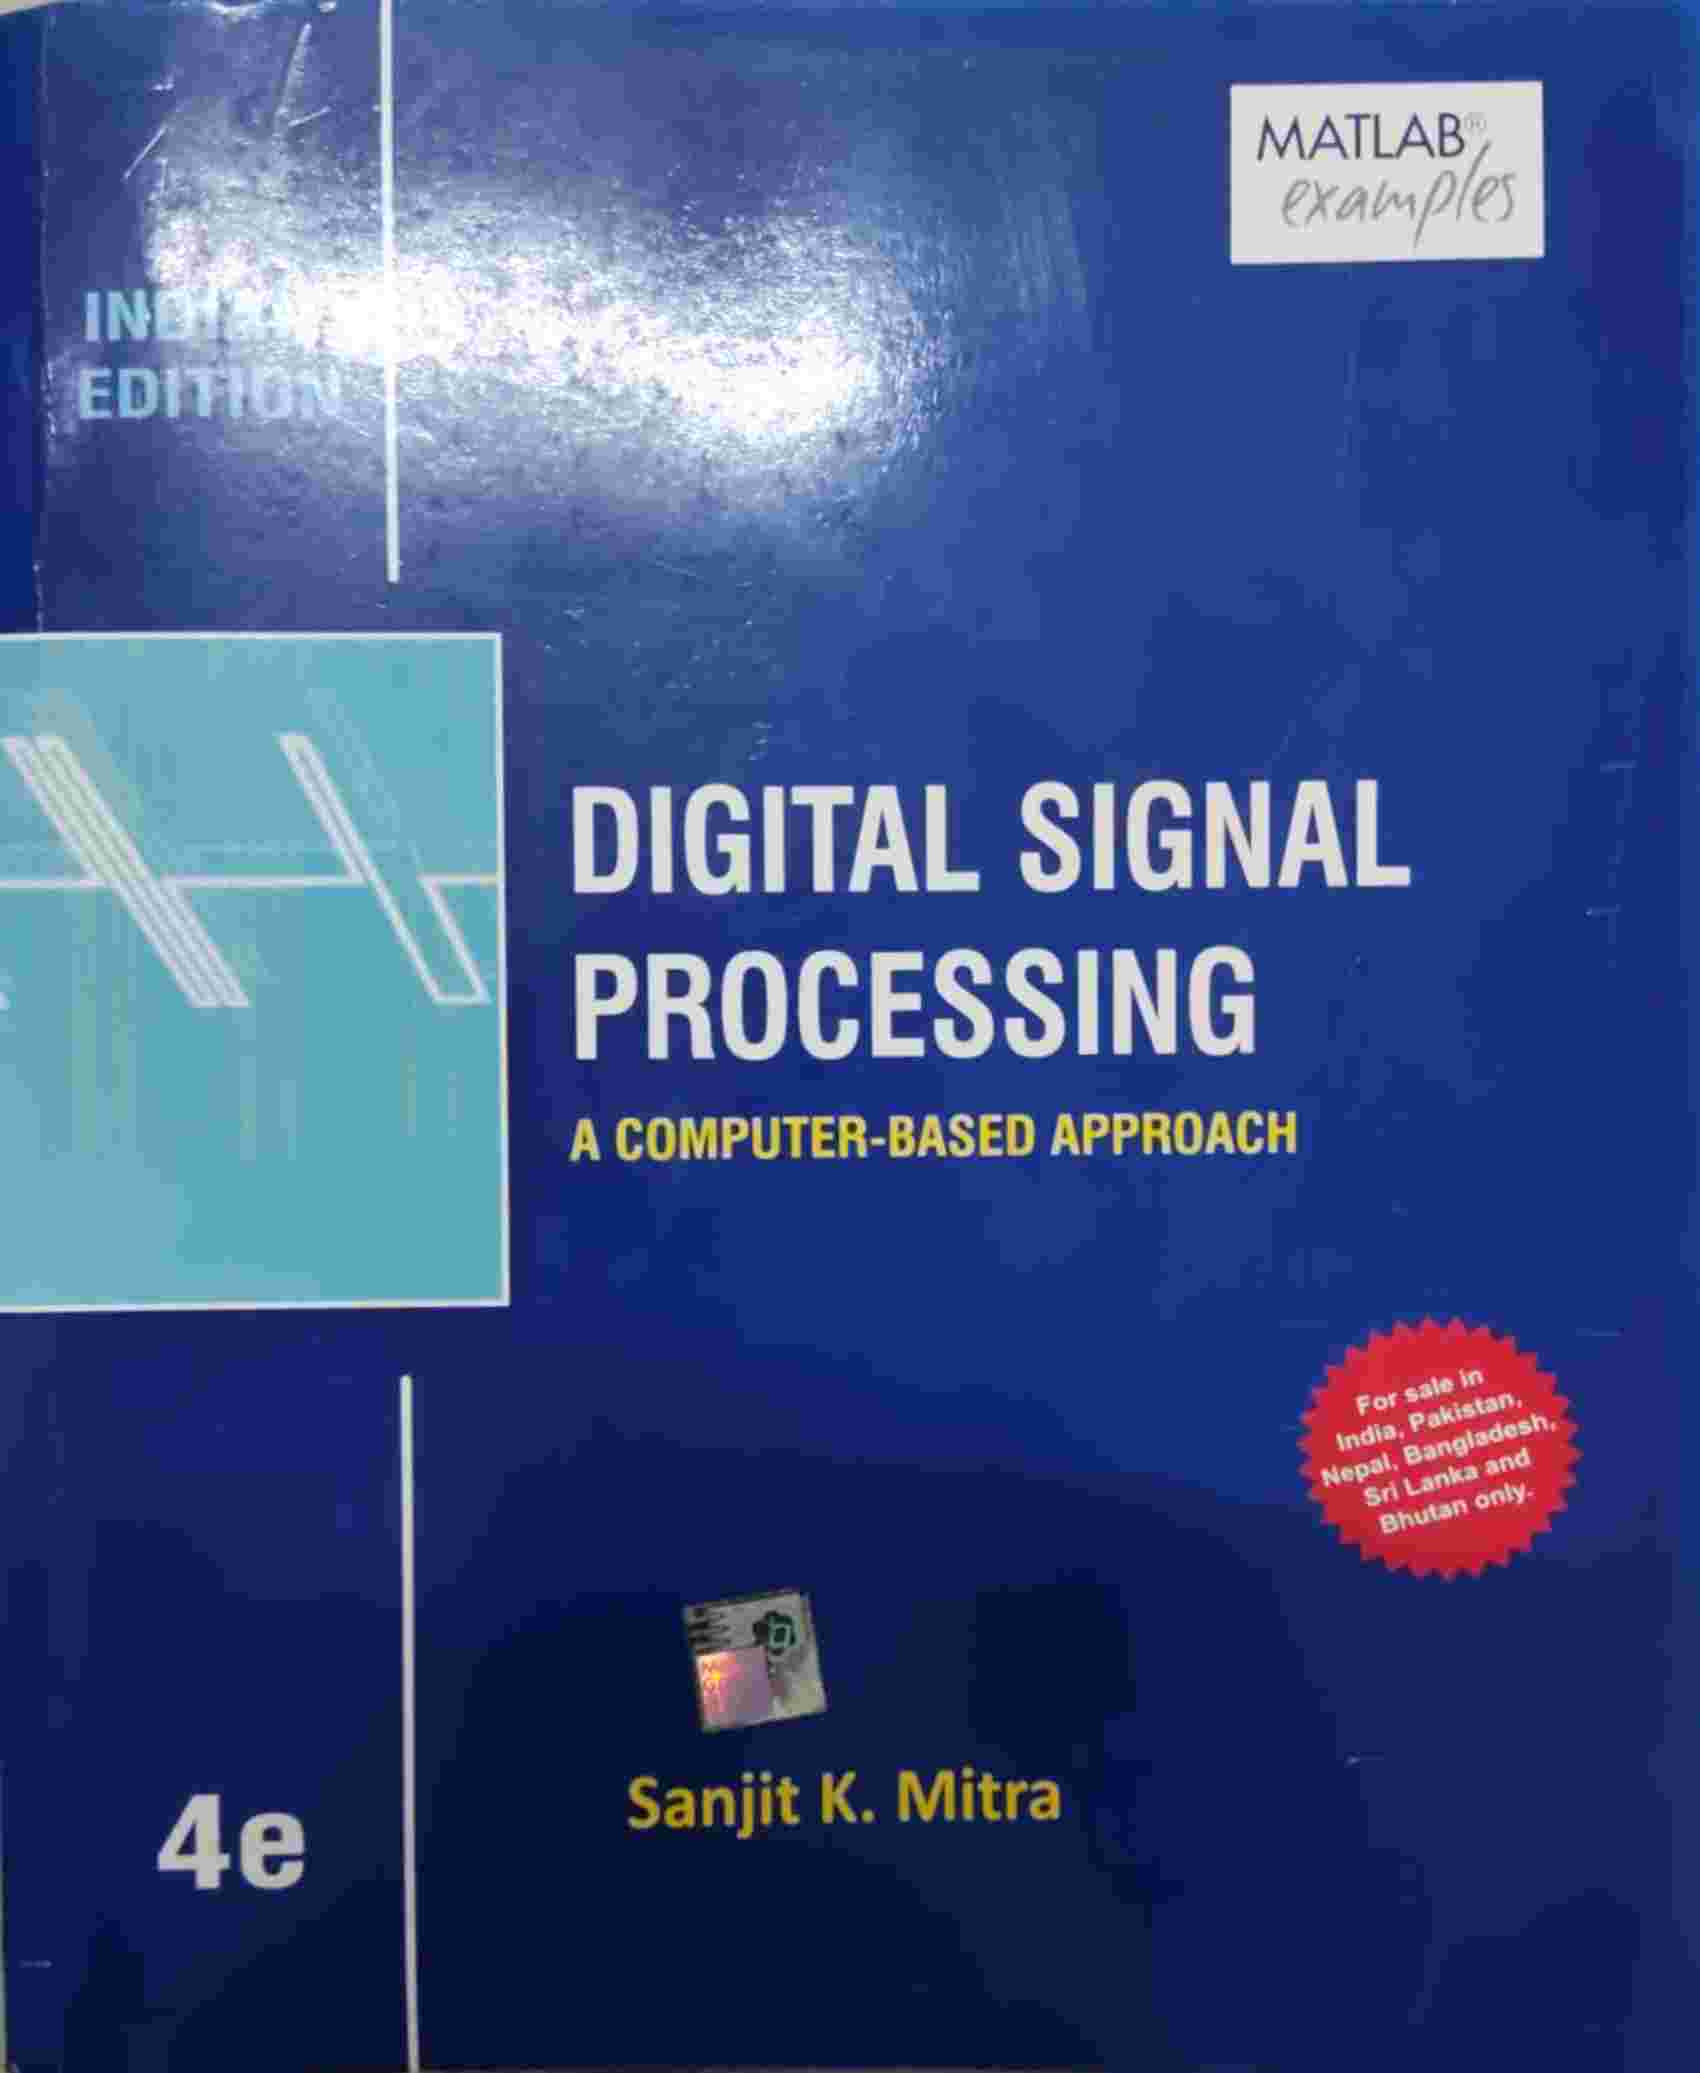 MATLAB®
examples
INDIAN
EDITION
DIGITAL SIGNAL
PROCESSING
A COMPUTER-BASED APPROACH
For sale in
India, Pakistan,
Nepal, Bangladesh,
Sri Lanka and
Bhutan only.
Sanjit K. Mitra
4e